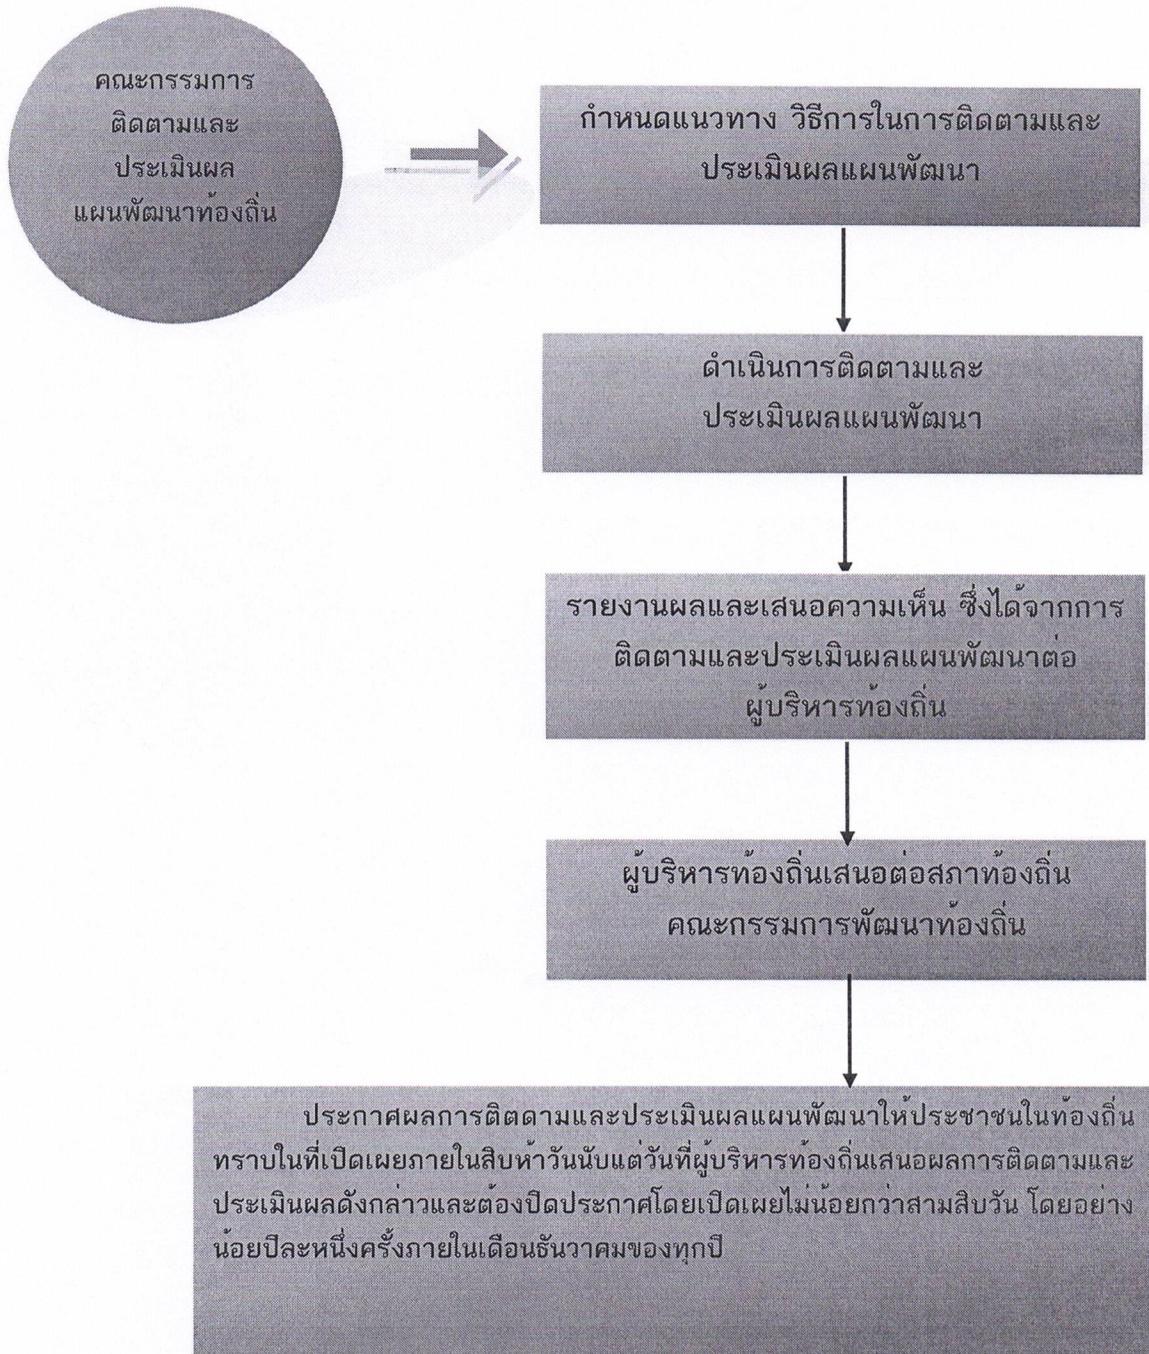 คณะกรรมการ
ติดตามและ
ประเมินผล
แผนพัฒนาท้องถิ่น
กำหนดแนวทาง วิธีการในการติดตามและ
ประเมินผลแผนพัฒนา
ดำเนินการติดตามและ
ประเมินผลแผนพัฒนา
รายงานผลและเสนอความเห็น ซึ่งได้จากการ
ติดตามและประเมินผลแผนพัฒนาต่อ
ผู้บริหารท้องถิ่น
ผู้บริหารท้องถิ่นเสนอต่อสภาท้องถิ่น
คณะกรรมการพัฒนาท้องถิ่น
ประกาศผลการติตดามและประเมินผลแผนพัฒนาให้ประชาชนในท้องถิ่น
ทราบในที่เปิดเผยภายในสิบห้าวันนับแต่วันที่ผู้บริหารท้องถิ่นเสนอผลการติดตามและ
ประเมินผลดังกล่าวและต้องปิดประกาศโดยเปิดเผยไม่น้อยกว่าสามสิบวัน โดยอย่าง
น้อยปีละหนึ่งครั้งภายในเดือนธันวาคมของทุกปี